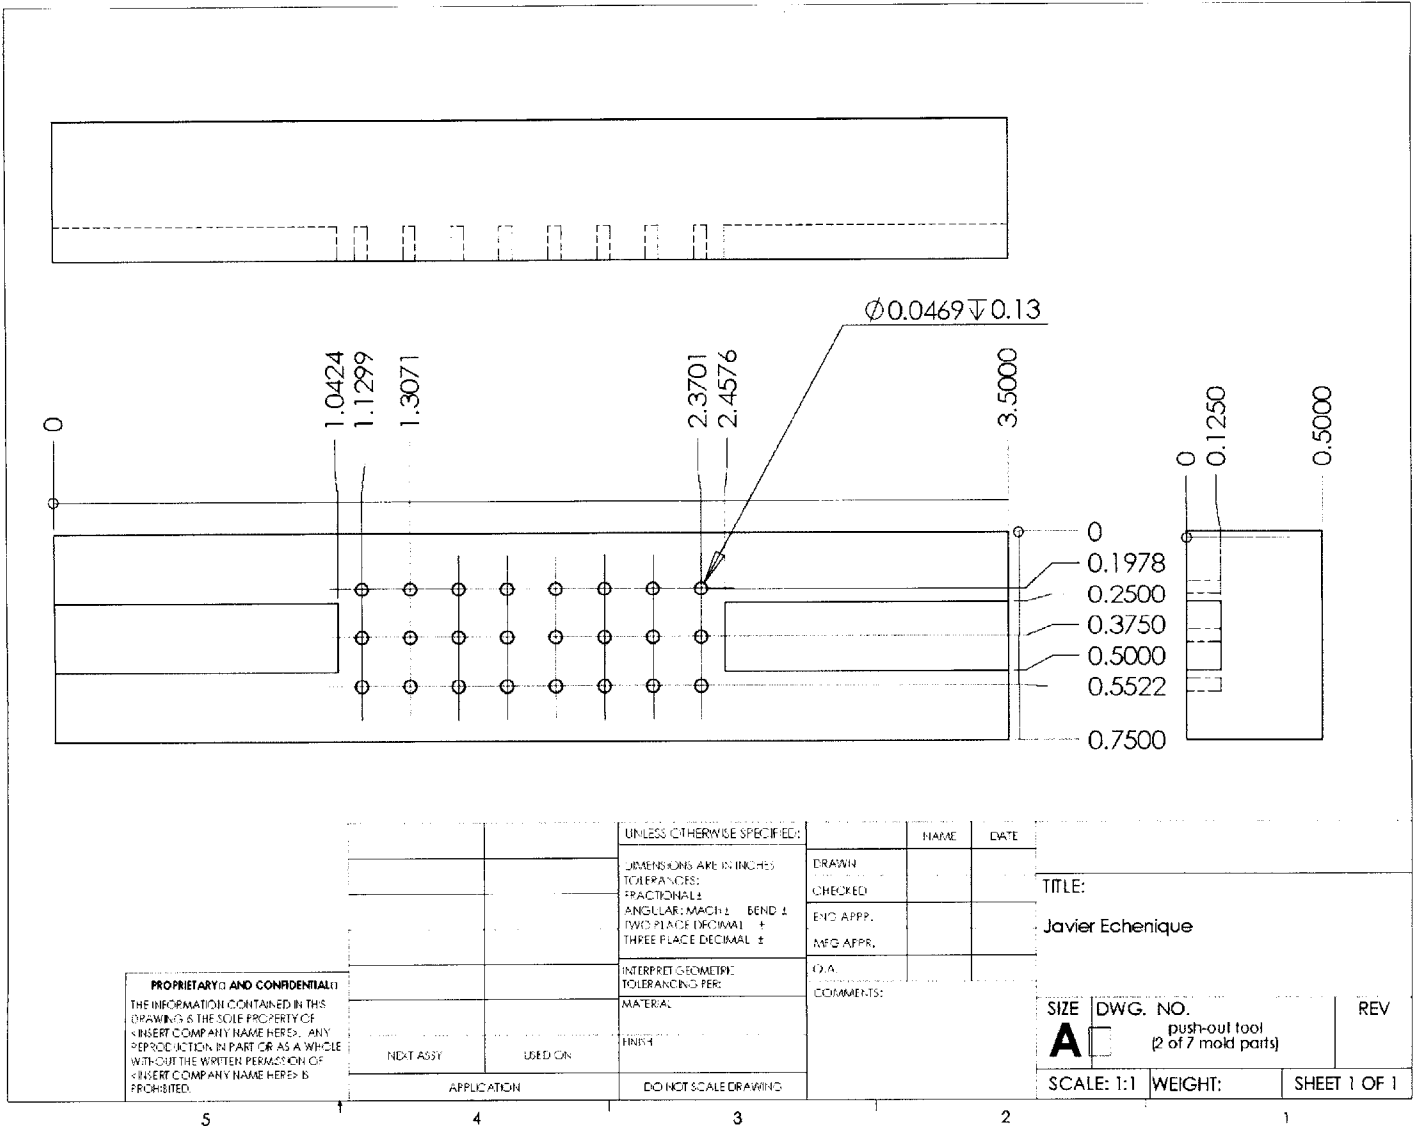 ⌀0.0469↧0.13
0
1.0424
1.1299
1.3071
2.3701
2.4576
3.5000
0
0.1250
0.5000
0
0.1978
0.2500
0.3750
0.5000
0.5522
0.7500
UNLESS OTHERWISE SPECIFIED:
DIMENSIONS ARE IN INCHES
TOLERANCES:
FRACTIONAL ±
ANGULAR: MACH ± BEND ±
TWO PLACE DECIMAL ±
THREE PLACE DECIMAL ±
INTERPRET GEOMETRIC
TOLERANCING PER:
MATERIAL
FINISH
DO NOT SCALE DRAWING
NAME DATE
DRAWN
CHECKED
ENG APPR.
MFG APPR.
Q.A.
COMMENTS:
NEXT ASSY USED ON
APPLICATION
PROPRIETARY AND CONFIDENTIAL
THE INFORMATION CONTAINED IN THIS
DRAWING IS THE SOLE PROPERTY OF
<INSERT COMPANY NAME HERE>. ANY
REPRODUCTION IN PART OR AS A WHOLE
WITHOUT THE WRITTEN PERMISSION OF
<INSERT COMPANY NAME HERE> IS
PROHIBITED.
TITLE:
Javier Echenique
SIZE DWG. NO. REV
A push-out tool
(2 of 7 mold parts)
SCALE: 1:1 WEIGHT: SHEET 1 OF 1
5 4 3 2 1